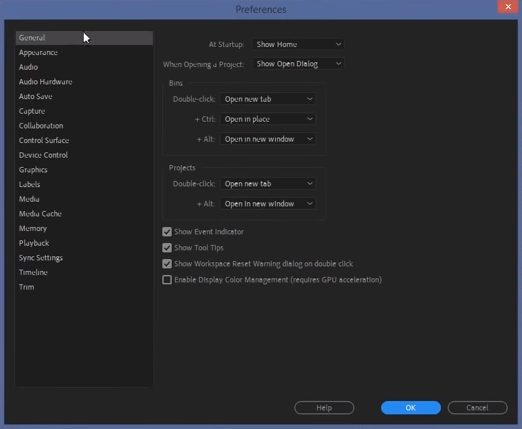 Preferences
General
Appearance
Audio
Audio Hardware
Auto Save
Capture
Collaboration
Control Surface
Device Control
Graphics
Labels
Media
Media Cache
Memory
Playback
Sync Settings
Timeline
Trim
At Startup: Show Home
When Opening a Project: Show Open Dialog
Bins
Double-click: Open new tab
+ Ctrl: Open in place
+ Alt: Open in new window
Projects
Double-click: Open new tab
+ Alt: Open in new window
Show Event Indicator
Show Tool Tips
Show Workspace Reset Warning dialog on double click
Enable Display Color Management (requires GPU acceleration)
Help OK Cancel